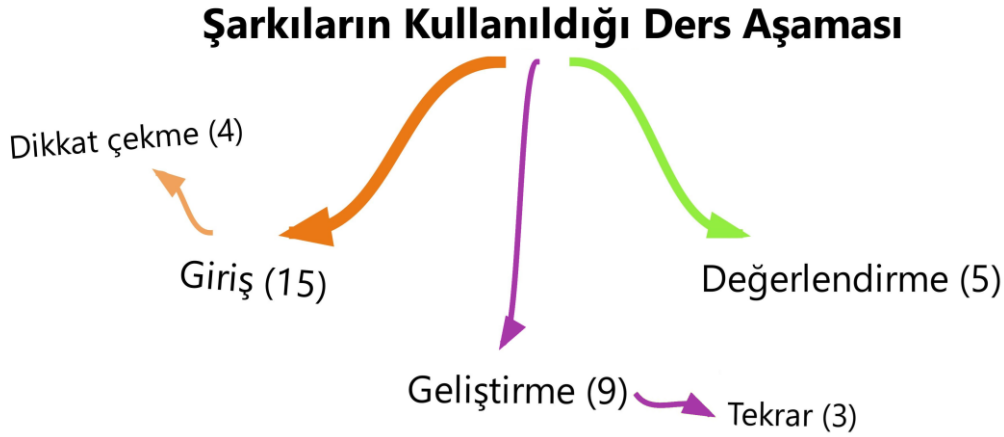 Şarkıların Kullanıldığı Ders Aşaması
Dikkat çekme (4)
Giriş (15)
Değerlendirme (5)
Geliştirme (9)
Tekrar (3)